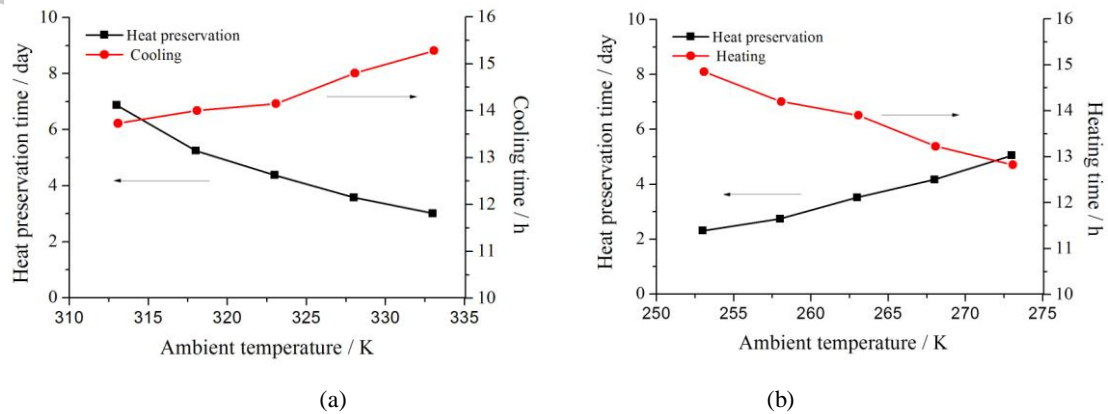 Heat preservation time / day
10
8
6
4
2
0
Heat preservation
Cooling
16
15
14
13
12
11
10
Cooling time / h
310 315 320 325 330 335
Ambient temperature / K
(a)
Heat preservation time / day
10
8
6
4
2
0
Heat preservation
Heating
16
15
14
13
12
11
10
Heating time / h
250 255 260 265 270 275
Ambient temperature / K
(b)